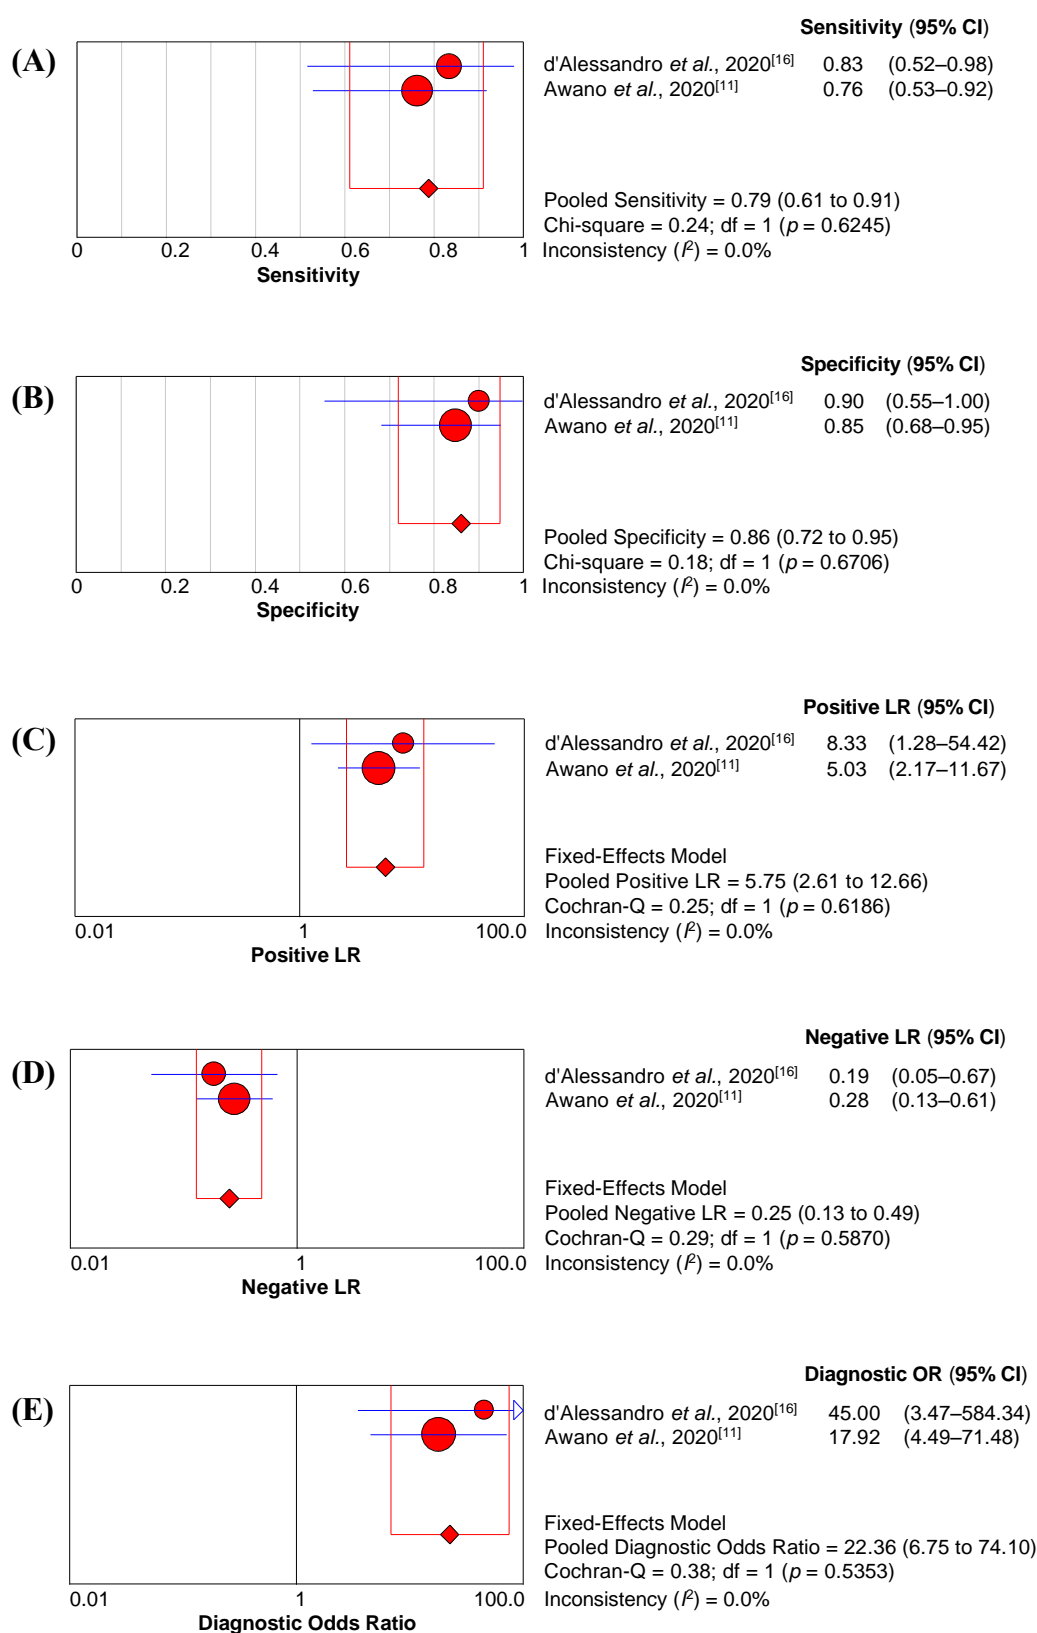 Sensitivity (95% CI)
(A)
d'Alessandro et al., 2020[16] 0.83 (0.52–0.98)
Awano et al., 2020[11] 0.76 (0.53–0.92)
Pooled Sensitivity = 0.79 (0.61 to 0.91)
Chi-square = 0.24; df = 1 (p = 0.6245)
0 0.2 0.4 0.6 0.8 1 Inconsistency (I²) = 0.0%
Sensitivity
Specificity (95% CI)
(B)
d'Alessandro et al., 2020[16] 0.90 (0.55–1.00)
Awano et al., 2020[11] 0.85 (0.68–0.95)
Pooled Specificity = 0.86 (0.72 to 0.95)
Chi-square = 0.18; df = 1 (p = 0.6706)
0 0.2 0.4 0.6 0.8 1 Inconsistency (I²) = 0.0%
Specificity
Positive LR (95% CI)
(C)
d'Alessandro et al., 2020[16] 8.33 (1.28–54.42)
Awano et al., 2020[11] 5.03 (2.17–11.67)
Fixed-Effects Model
Pooled Positive LR = 5.75 (2.61 to 12.66)
Cochran-Q = 0.25; df = 1 (p = 0.6186)
0.01 1 100.0 Inconsistency (I²) = 0.0%
Positive LR
Negative LR (95% CI)
(D)
d'Alessandro et al., 2020[16] 0.19 (0.05–0.67)
Awano et al., 2020[11] 0.28 (0.13–0.61)
Fixed-Effects Model
Pooled Negative LR = 0.25 (0.13 to 0.49)
Cochran-Q = 0.29; df = 1 (p = 0.5870)
0.01 1 100.0 Inconsistency (I²) = 0.0%
Negative LR
Diagnostic OR (95% CI)
(E)
d'Alessandro et al., 2020[16] 45.00 (3.47–584.34)
Awano et al., 2020[11] 17.92 (4.49–71.48)
Fixed-Effects Model
Pooled Diagnostic Odds Ratio = 22.36 (6.75 to 74.10)
Cochran-Q = 0.38; df = 1 (p = 0.5353)
0.01 1 100.0 Inconsistency (I²) = 0.0%
Diagnostic Odds Ratio